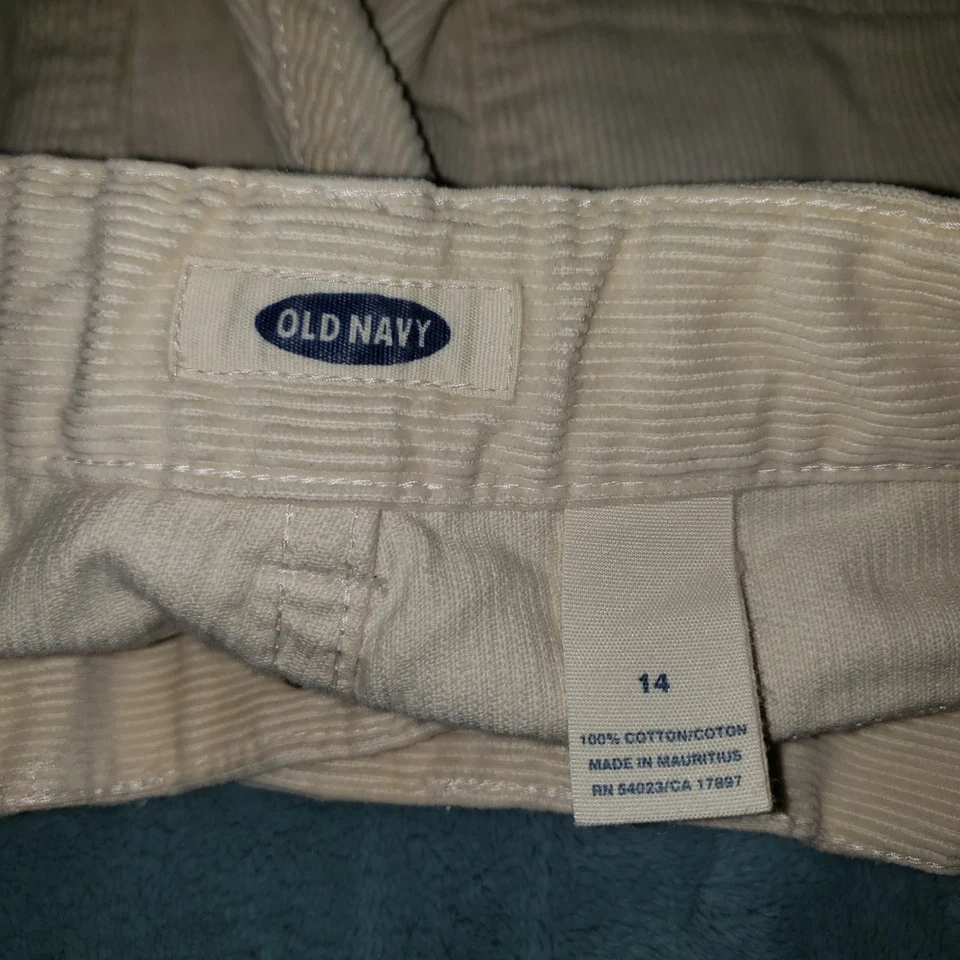 OLD NAVY
14
100% COTTON/COTON
MADE IN MAURITIUS
RN 54023/CA 17897